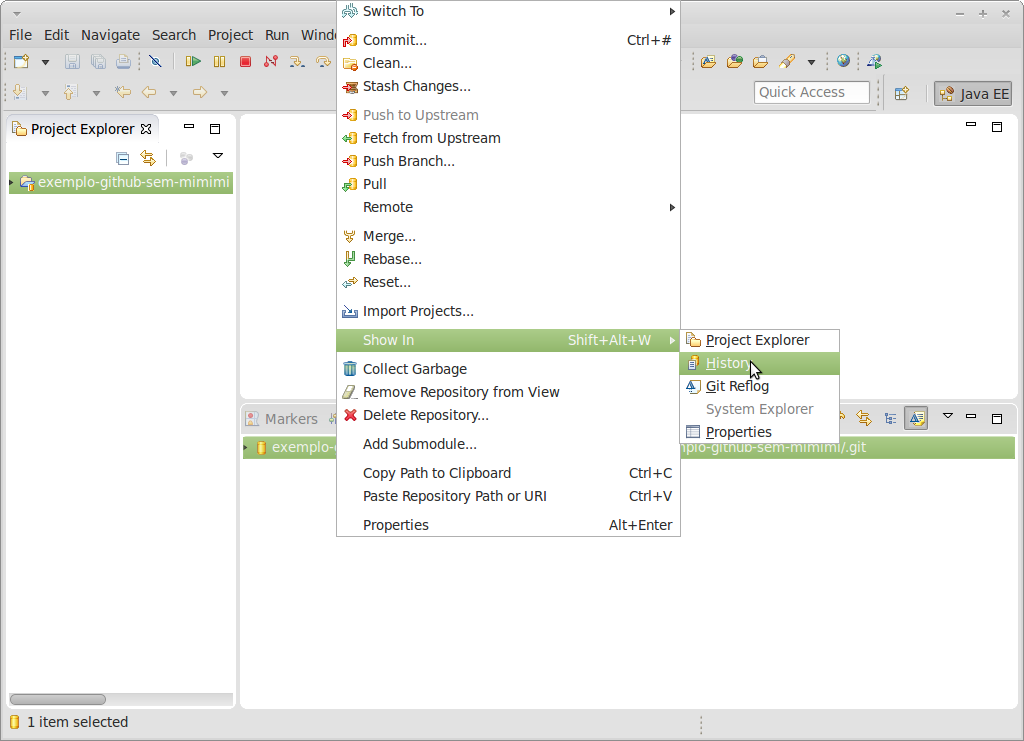 File Edit Navigate Search Project Run
Quick Access
Java EE
Project Explorer
exemplo-github-sem-mimimi
Switch To
Commit... Ctrl+#
Clean...
Stash Changes...
Push to Upstream
Fetch from Upstream
Push Branch...
Pull
Remote
Merge...
Rebase...
Reset...
Import Projects...
Show In Shift+Alt+W
Collect Garbage
Remove Repository from View
Delete Repository...
Add Submodule...
Copy Path to Clipboard Ctrl+C
Paste Repository Path or URI Ctrl+V
Properties Alt+Enter
Project Explorer
History
Git Reflog
System Explorer
Properties
Markers
exemplo-
mplo-github-sem-mimimi/.git
1 item selected